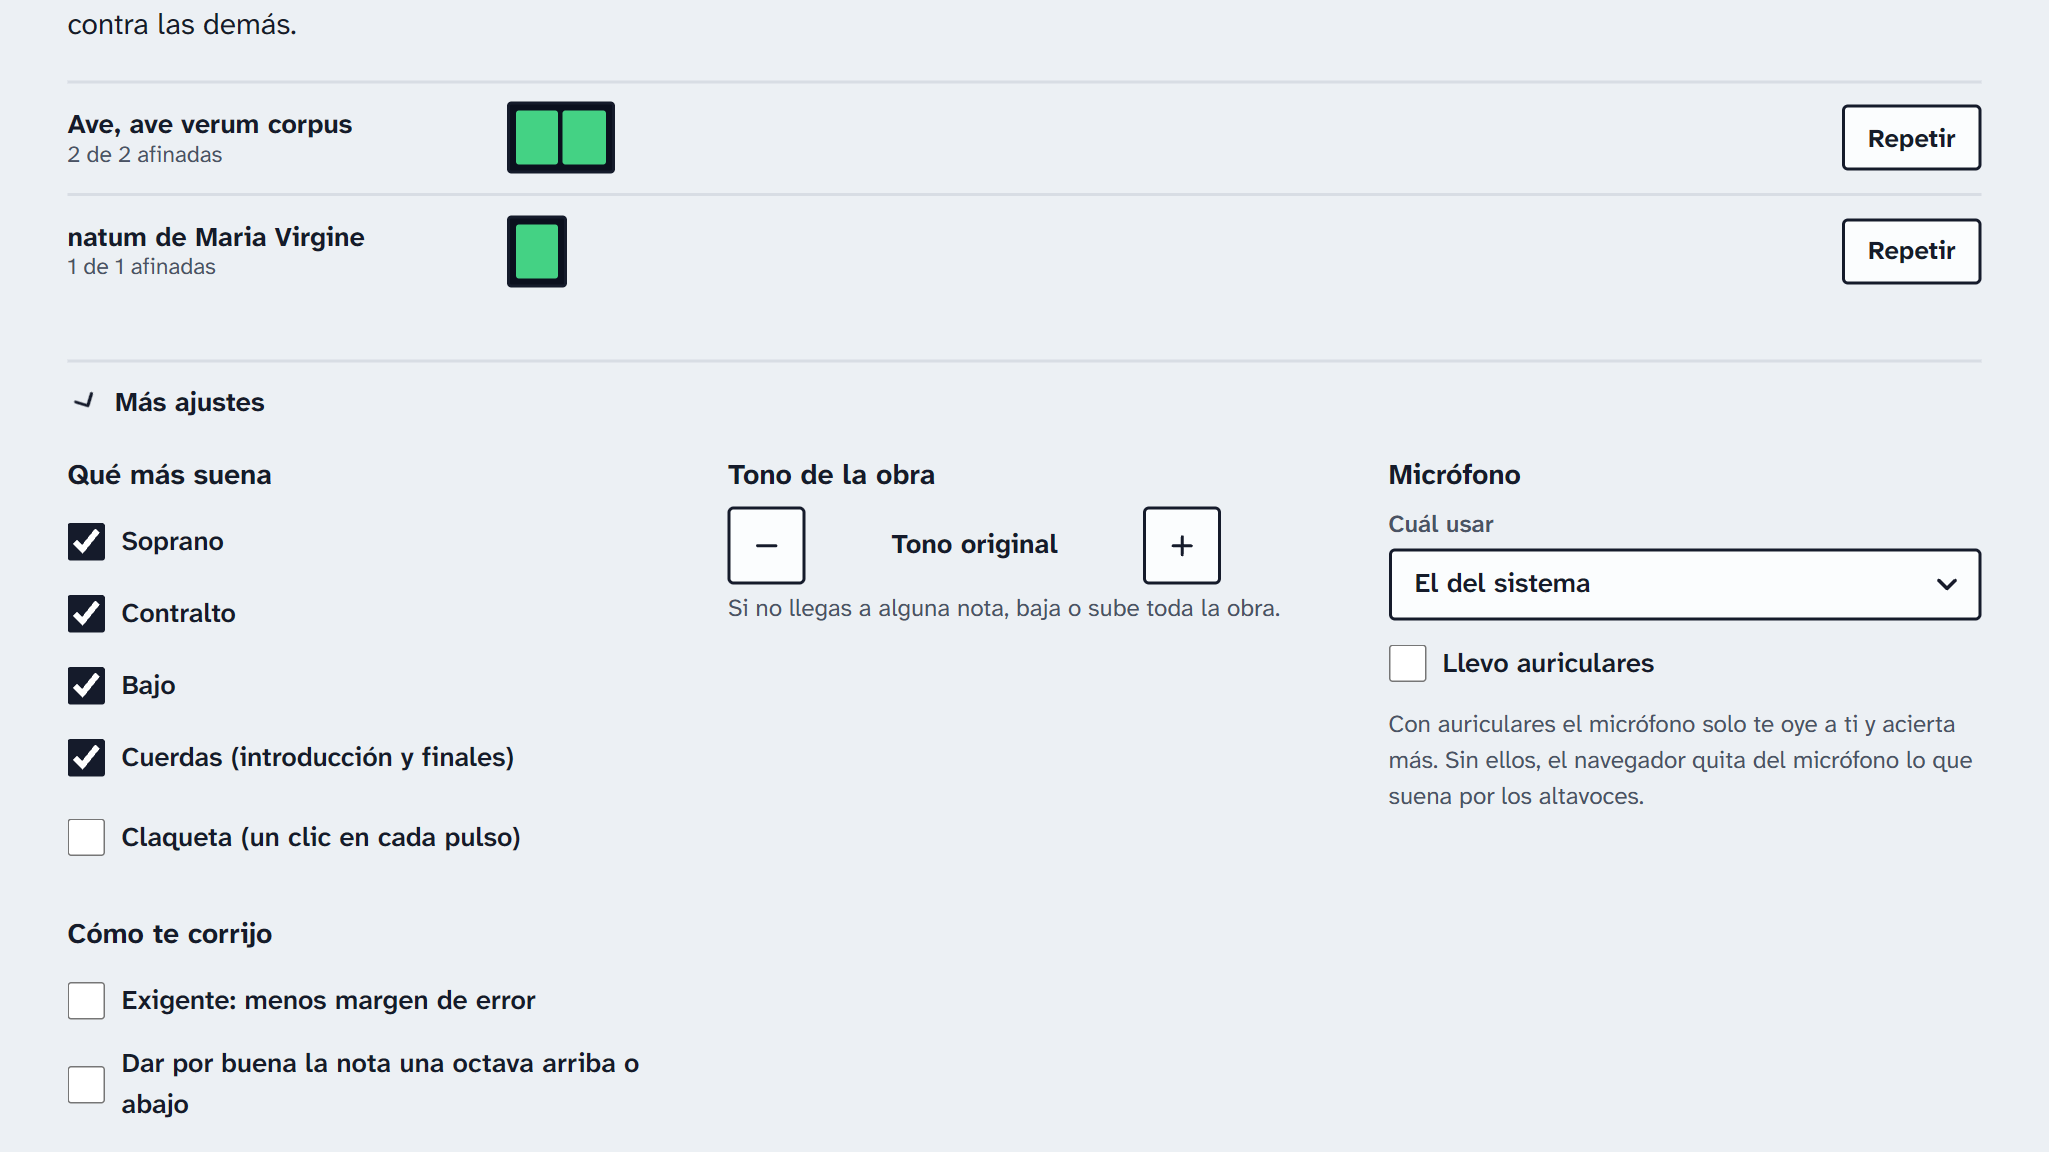 contra las demás.
Ave, ave verum corpus
2 de 2 afinadas
Repetir
natum de Maria Virgine
1 de 1 afinadas
Repetir
Más ajustes
Qué más suena
Soprano
Contralto
Bajo
Cuerdas (introducción y finales)
Claqueta (un clic en cada pulso)
Cómo te corrijo
Exigente: menos margen de error
Dar por buena la nota una octava arriba o
abajo
Tono de la obra
− Tono original +
Si no llegas a alguna nota, baja o sube toda la obra.
Micrófono
Cuál usar
El del sistema
Llevo auriculares
Con auriculares el micrófono solo te oye a ti y acierta
más. Sin ellos, el navegador quita del micrófono lo que
suena por los altavoces.